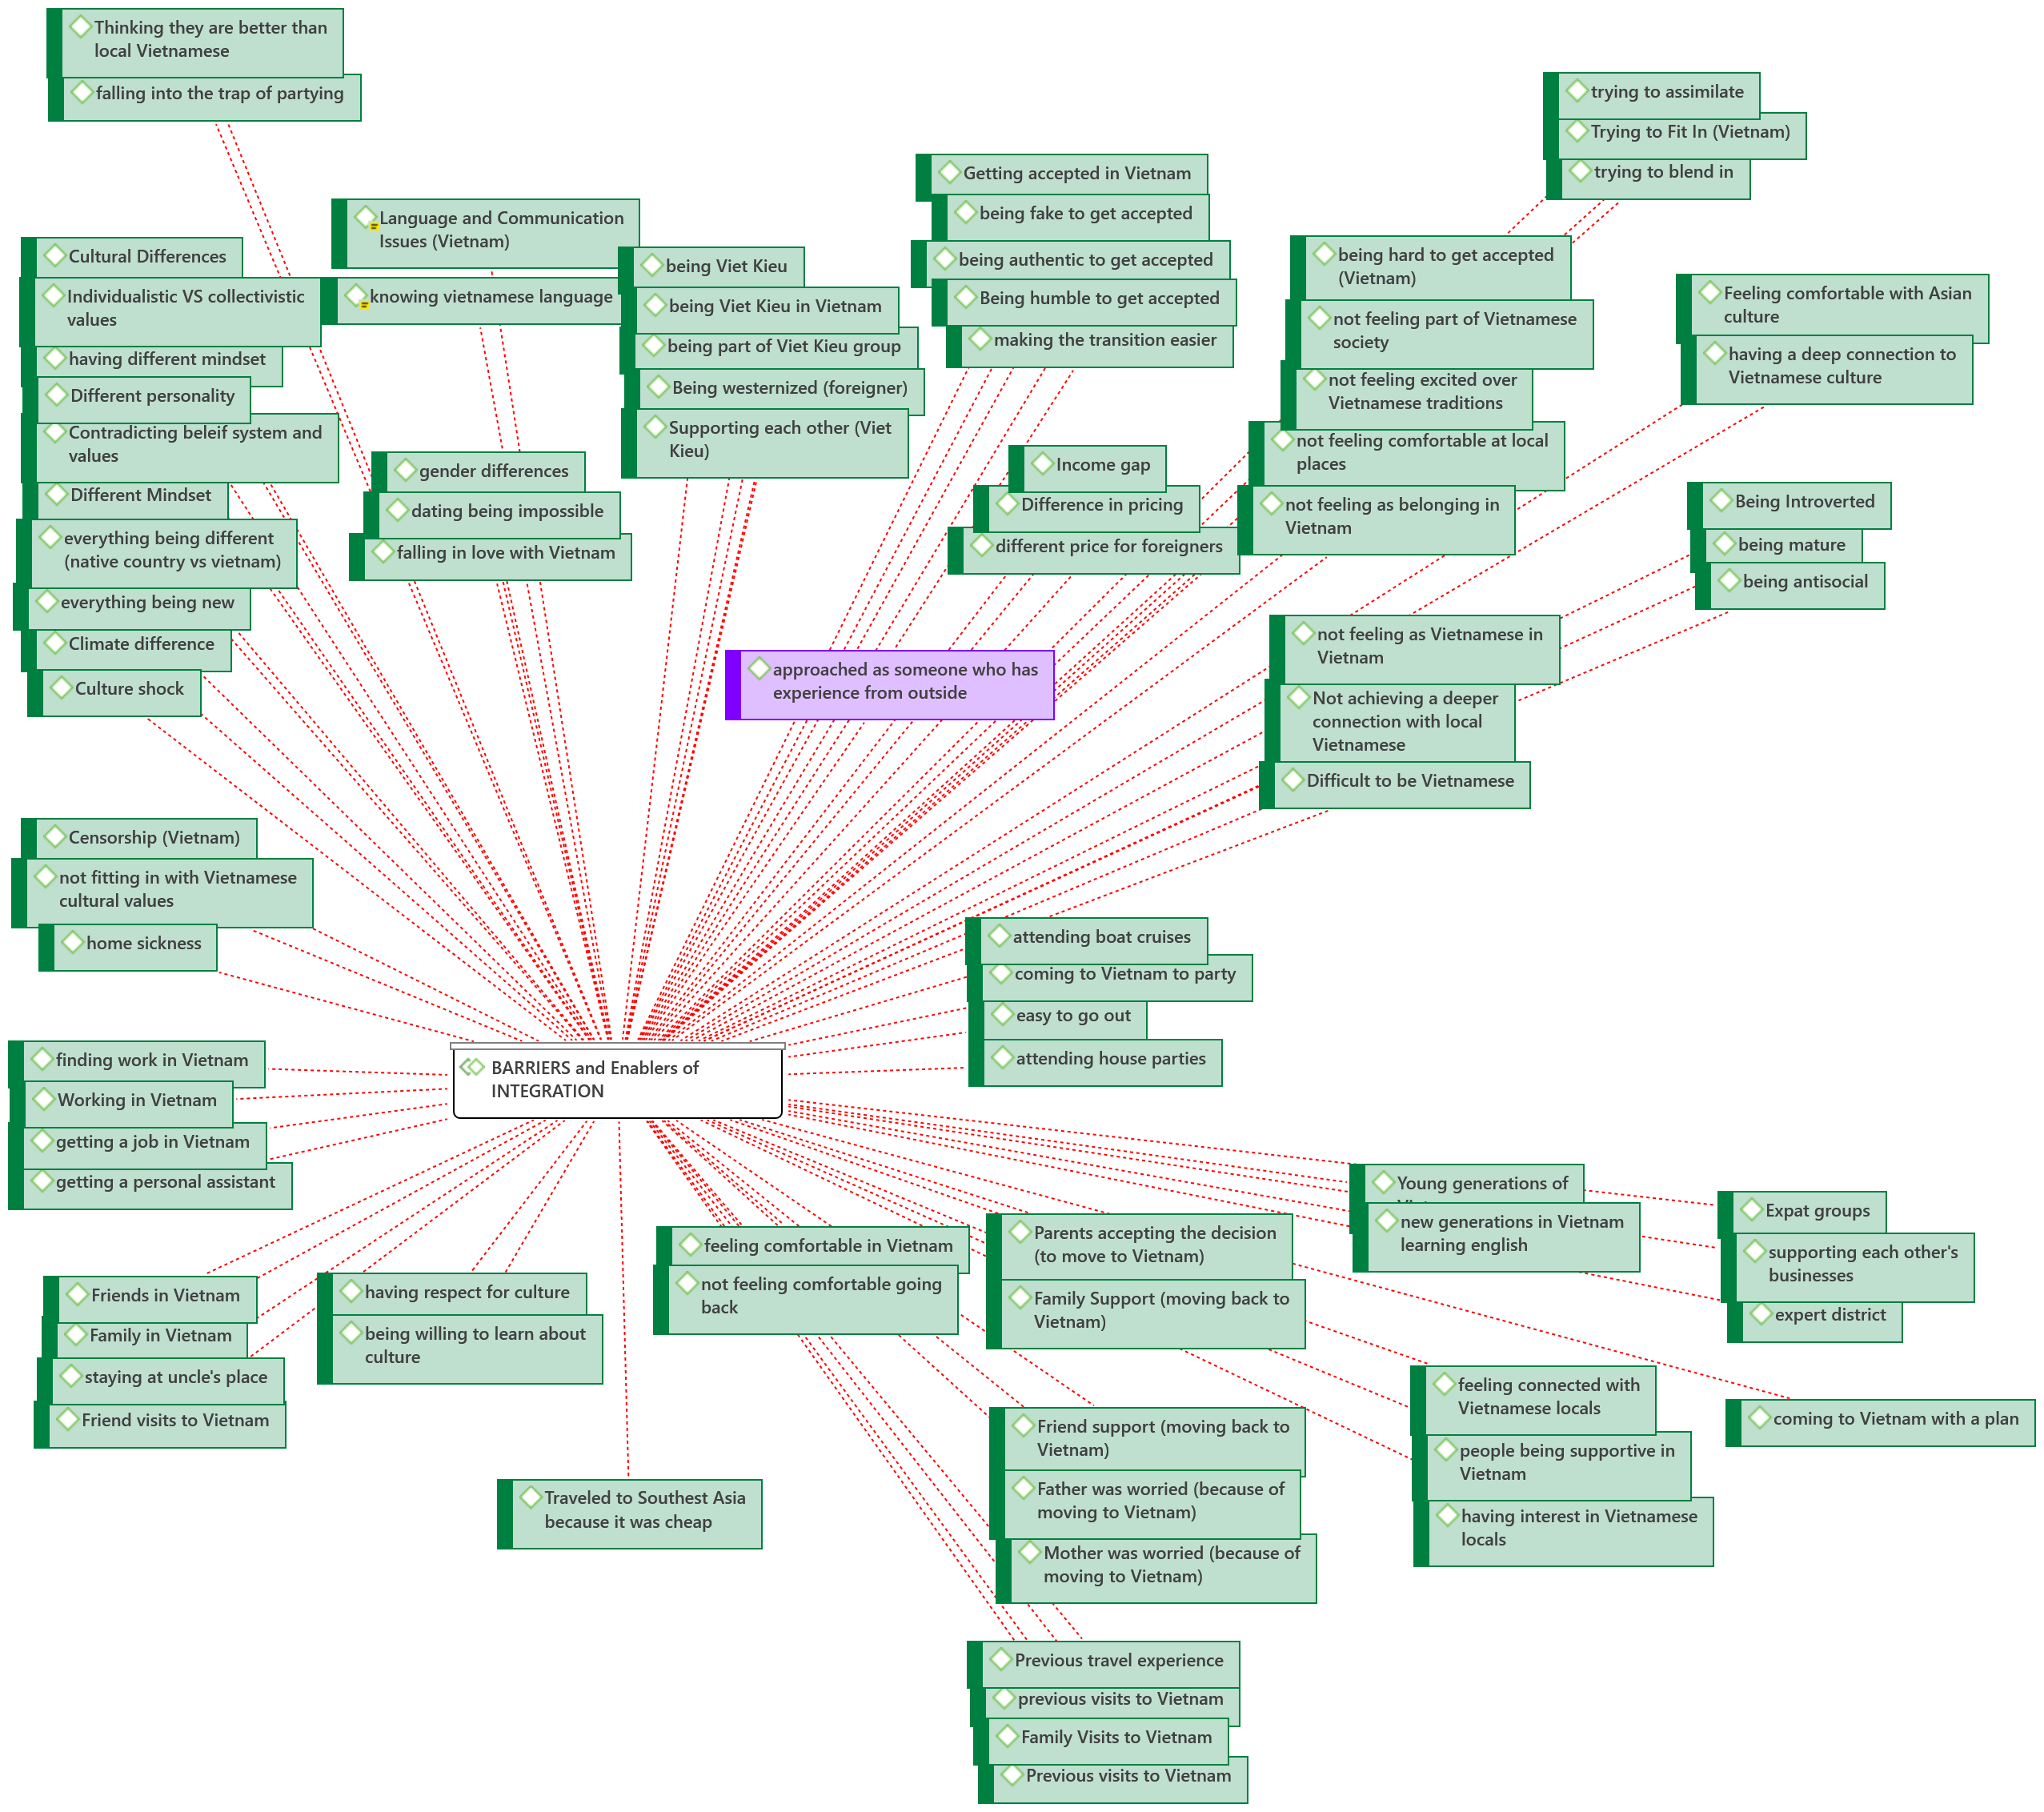 Thinking they are better than
local Vietnamese
falling into the trap of partying
trying to assimilate
Trying to Fit In (Vietnam)
trying to blend in
Getting accepted in Vietnam
being fake to get accepted
being authentic to get accepted
Being humble to get accepted
making the transition easier
Language and Communication
Issues (Vietnam)
knowing vietnamese language
Cultural Differences
Individualistic VS collectivistic
values
having different mindset
Different personality
Contradicting beleif system and
values
Different Mindset
everything being different
(native country vs vietnam)
everything being new
Climate difference
Culture shock
being Viet Kieu
being Viet Kieu in Vietnam
being part of Viet Kieu group
Being westernized (foreigner)
Supporting each other (Viet
Kieu)
being hard to get accepted
(Vietnam)
not feeling part of Vietnamese
society
not feeling excited over
Vietnamese traditions
not feeling comfortable at local
places
not feeling as belonging in
Vietnam
Feeling comfortable with Asian
culture
having a deep connection to
Vietnamese culture
gender differences
dating being impossible
falling in love with Vietnam
Income gap
Difference in pricing
different price for foreigners
Being Introverted
being mature
being antisocial
approached as someone who has
experience from outside
not feeling as Vietnamese in
Vietnam
Not achieving a deeper
connection with local
Vietnamese
Difficult to be Vietnamese
Censorship (Vietnam)
not fitting in with Vietnamese
cultural values
home sickness
attending boat cruises
coming to Vietnam to party
easy to go out
attending house parties
finding work in Vietnam
Working in Vietnam
getting a job in Vietnam
getting a personal assistant
BARRIERS and Enablers of
INTEGRATION
Young generations of
new generations in Vietnam
learning english
Expat groups
supporting each other's
businesses
expert district
feeling comfortable in Vietnam
not feeling comfortable going
back
Parents accepting the decision
(to move to Vietnam)
Family Support (moving back to
Vietnam)
Friends in Vietnam
Family in Vietnam
staying at uncle's place
Friend visits to Vietnam
having respect for culture
being willing to learn about
culture
feeling connected with
Vietnamese locals
people being supportive in
Vietnam
having interest in Vietnamese
locals
coming to Vietnam with a plan
Friend support (moving back to
Vietnam)
Father was worried (because of
moving to Vietnam)
Mother was worried (because of
moving to Vietnam)
Traveled to Southest Asia
because it was cheap
Previous travel experience
previous visits to Vietnam
Family Visits to Vietnam
Previous visits to Vietnam